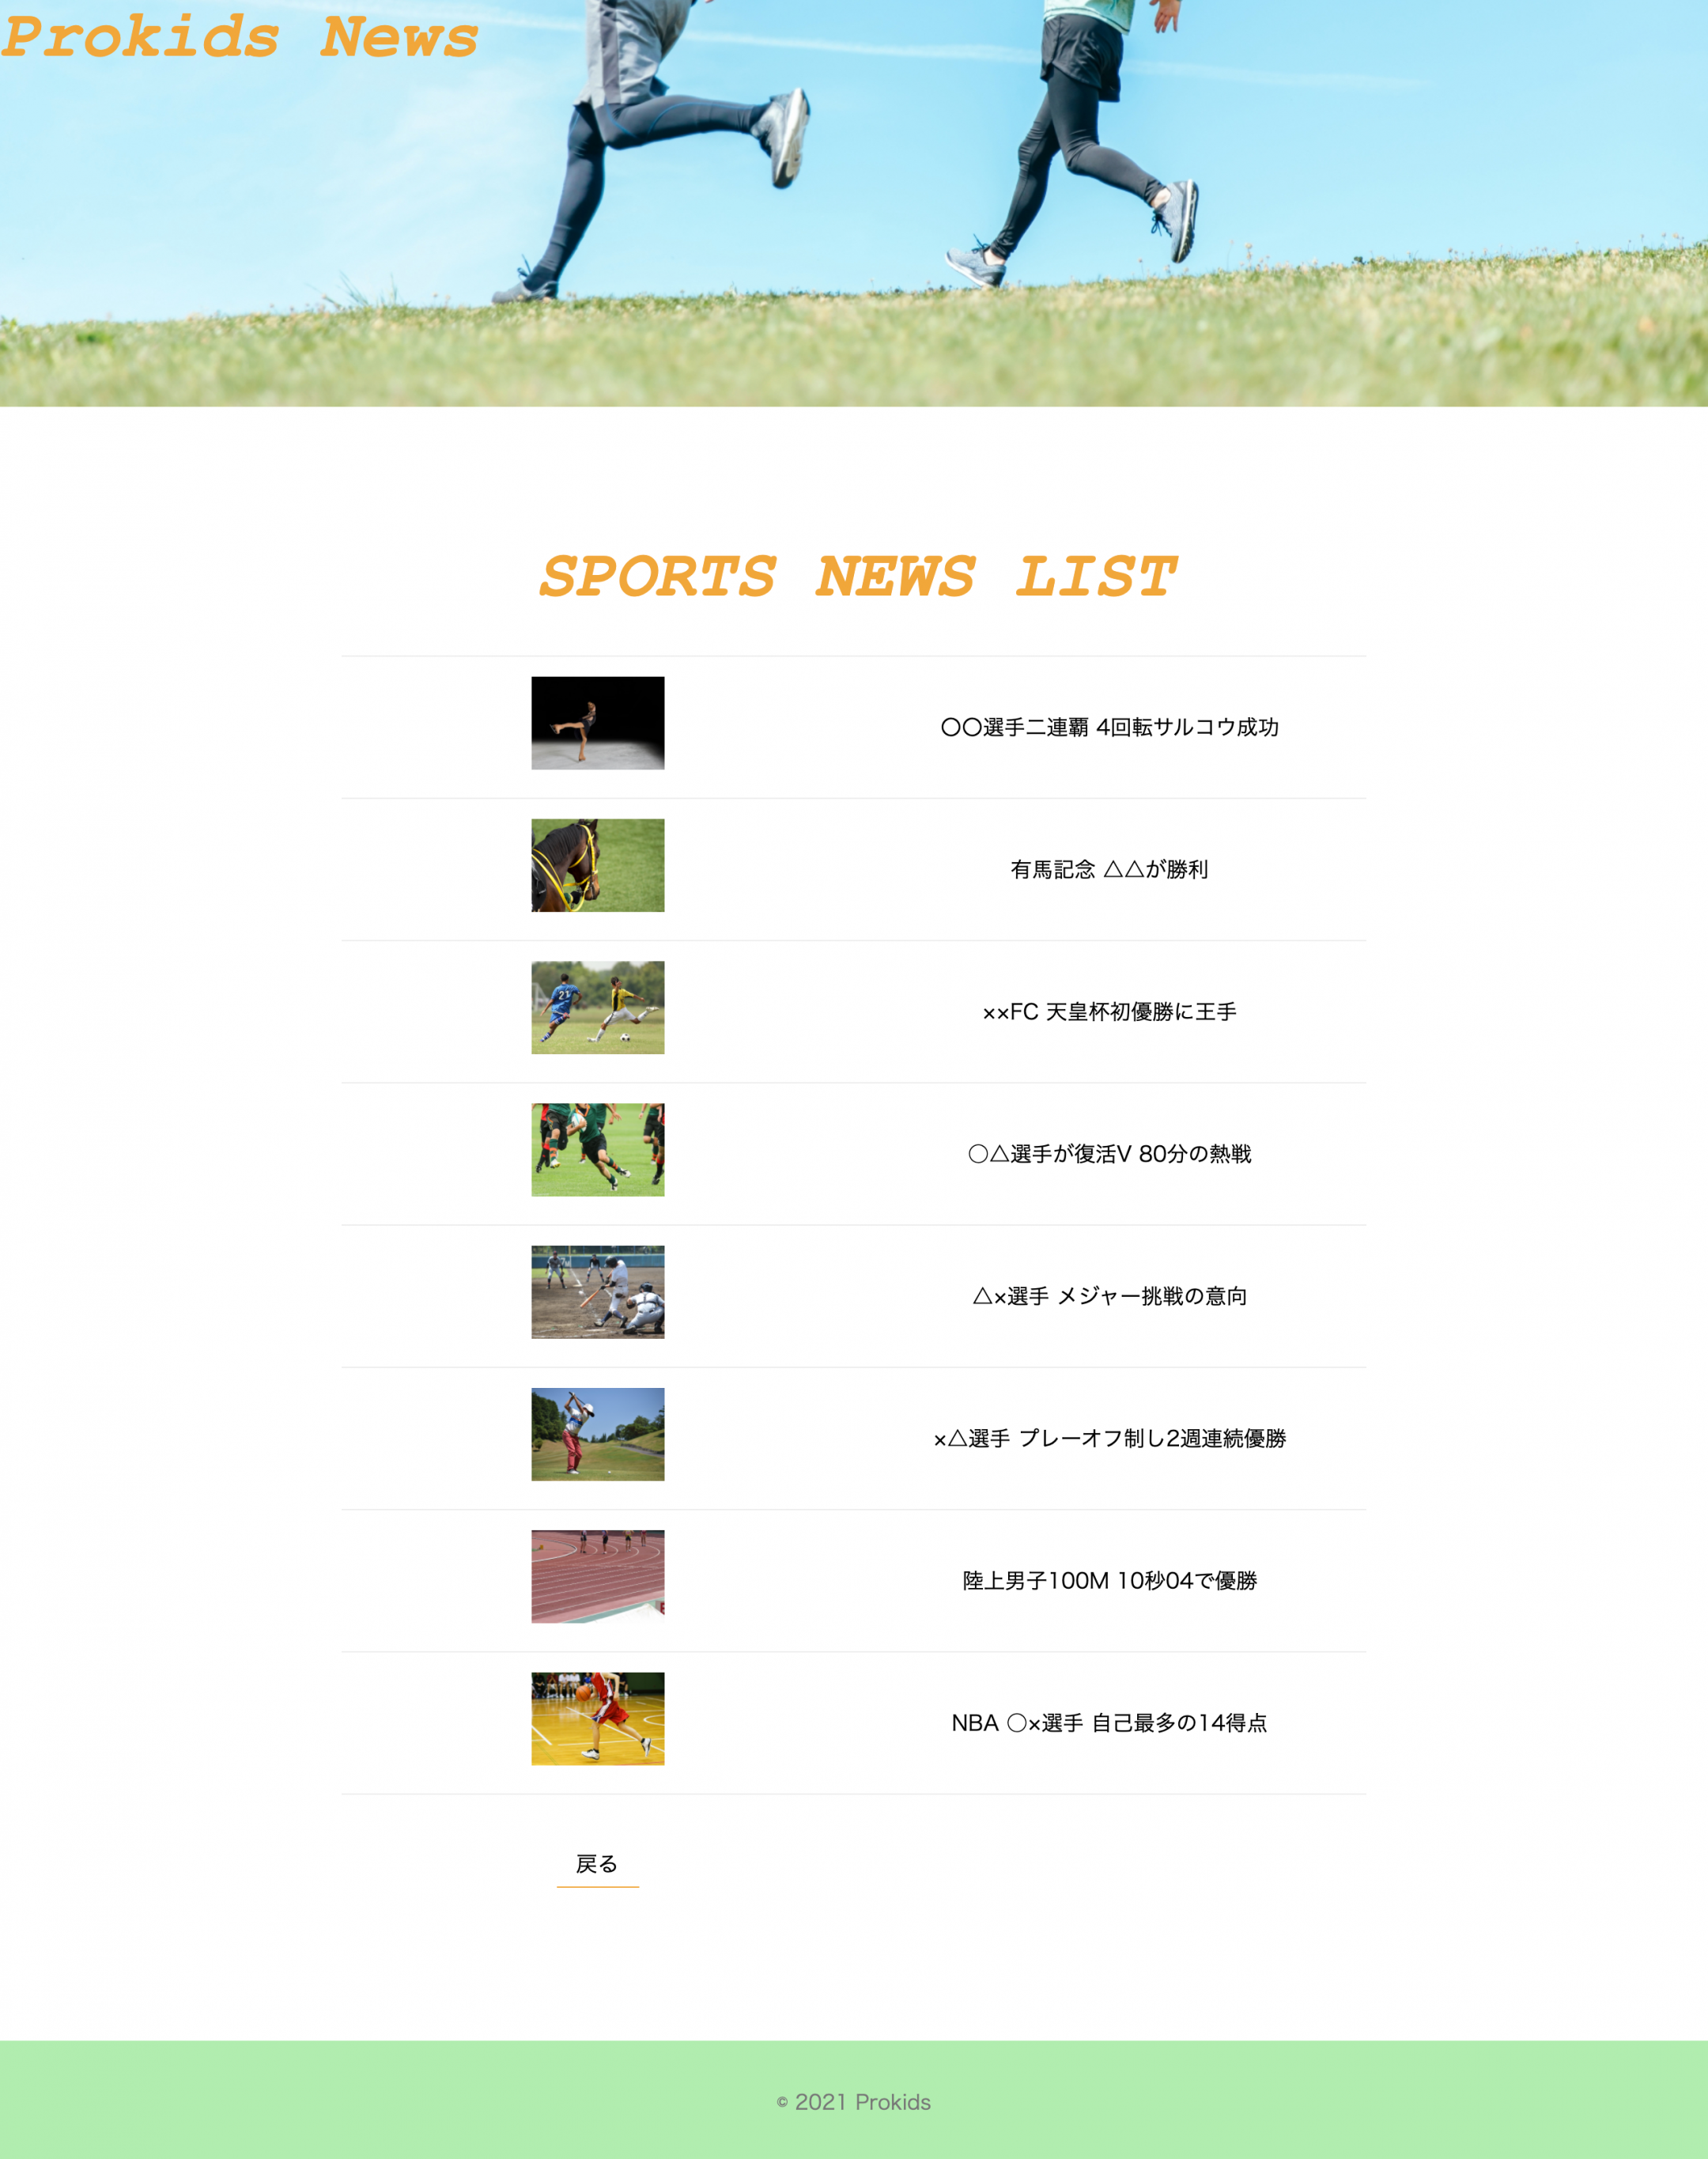 Prokids News
SPORTS NEWS LIST
〇〇選手二連覇 4回転サルコウ成功
有馬記念 △△が勝利
××FC 天皇杯初優勝に王手
○△選手が復活V 80分の熱戦
△×選手 メジャー挑戦の意向
×△選手 プレーオフ制し2週連続優勝
陸上男子100M 10秒04で優勝
NBA ○×選手 自己最多の14得点
戻る
© 2021 Prokids